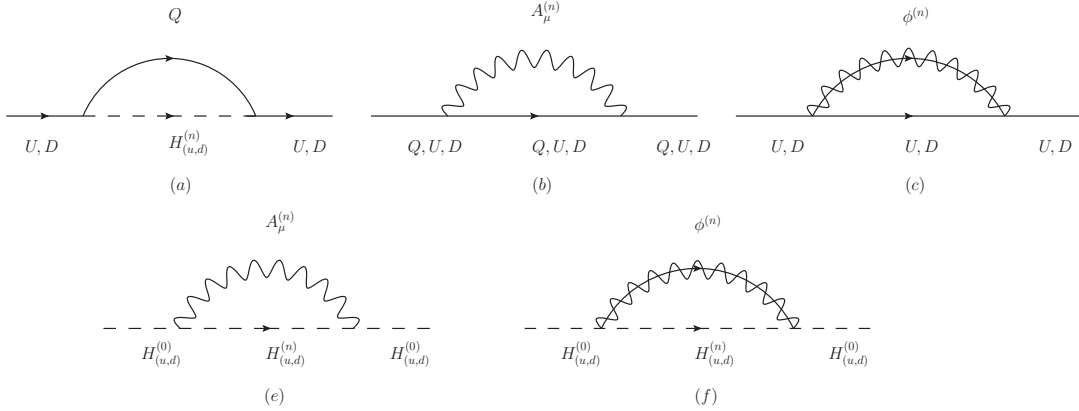 Q A_μ^(n) ϕ^(n)
H_(u,d)^(n)
U, D U, D Q, U, D Q, U, D Q, U, D U, D U, D U, D
(a) (b) (c)
A_μ^(n) ϕ^(n)
H_(u,d)^(0) H_(u,d)^(n) H_(u,d)^(0) H_(u,d)^(0) H_(u,d)^(n) H_(u,d)^(0)
(e) (f)